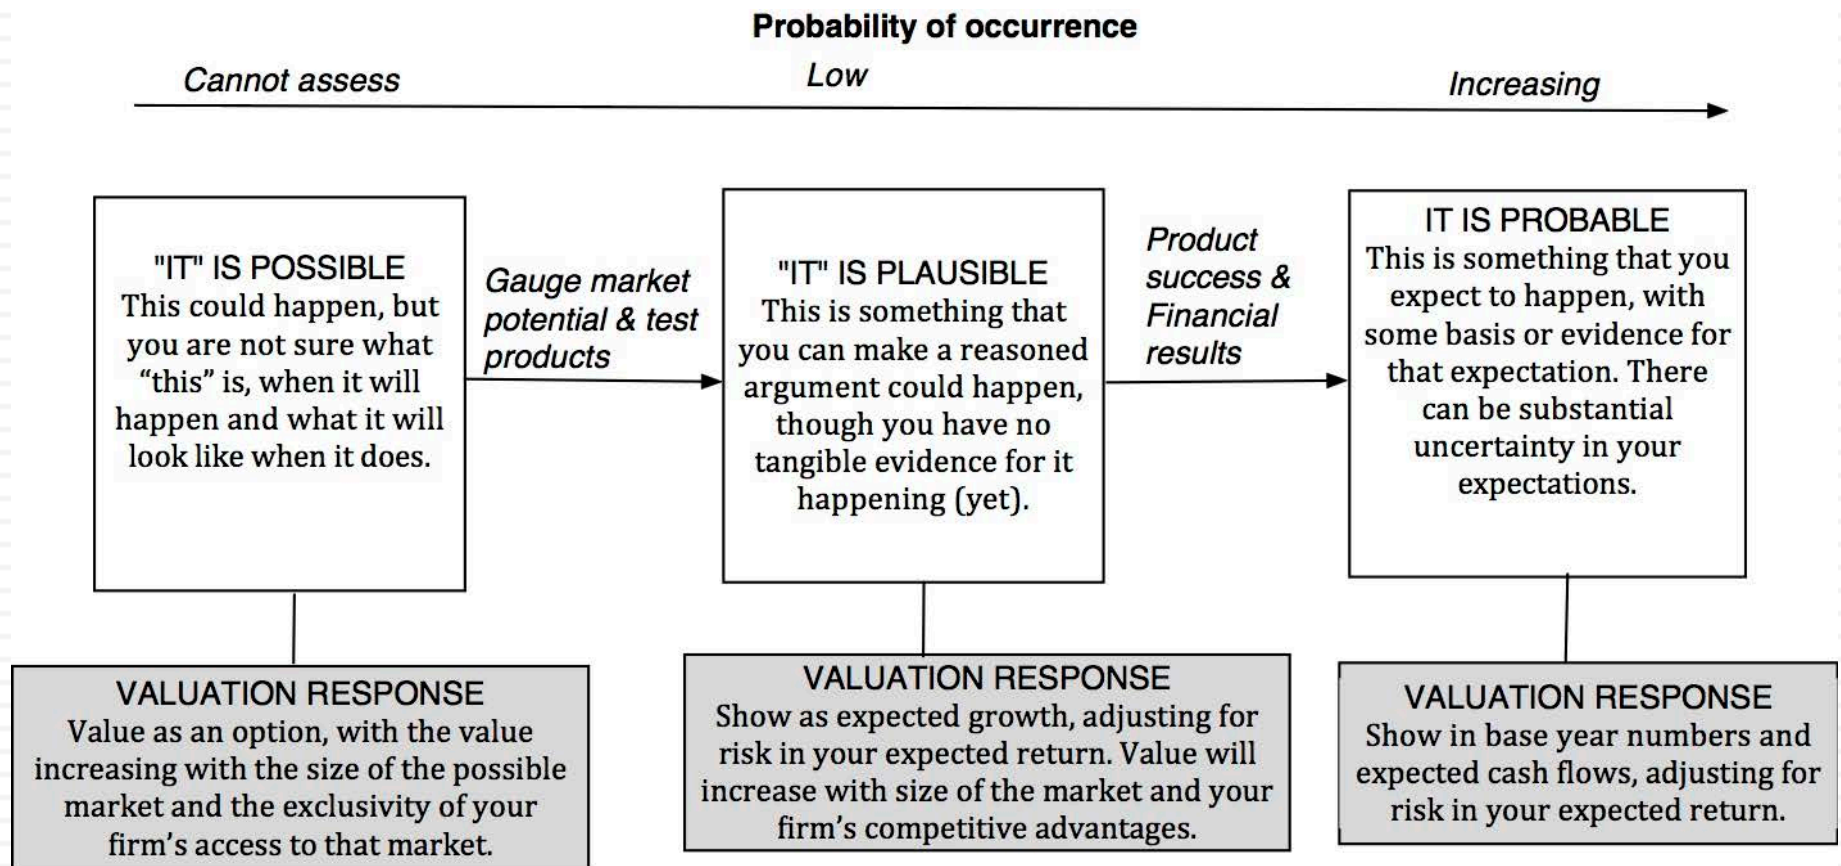 Probability of occurrence
Cannot assess
Low
Increasing
"IT" IS POSSIBLE
This could happen, but
you are not sure what
“this” is, when it will
happen and what it will
look like when it does.
Gauge market
potential & test
products
"IT" IS PLAUSIBLE
This is something that
you can make a reasoned
argument could happen,
though you have no
tangible evidence for it
happening (yet).
Product
success &
Financial
results
IT IS PROBABLE
This is something that you
expect to happen, with
some basis or evidence for
that expectation. There
can be substantial
uncertainty in your
expectations.
VALUATION RESPONSE
Value as an option, with the value
increasing with the size of the possible
market and the exclusivity of your
firm’s access to that market.
VALUATION RESPONSE
Show as expected growth, adjusting for
risk in your expected return. Value will
increase with size of the market and your
firm’s competitive advantages.
VALUATION RESPONSE
Show in base year numbers and
expected cash flows, adjusting for
risk in your expected return.